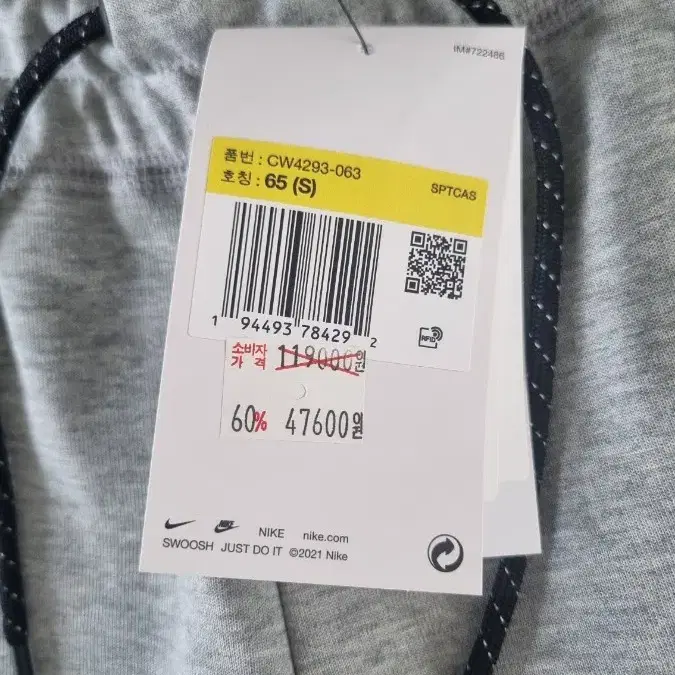 IM#722486
품번 : CW4293-063
호칭 : 65 (S)
SPTCAS
1 94493 78429 2
RFID
소비자
가 격 119000원
60% 47600원
NIKE
NIKE nike.com
SWOOSH JUST DO IT ©2021 Nike